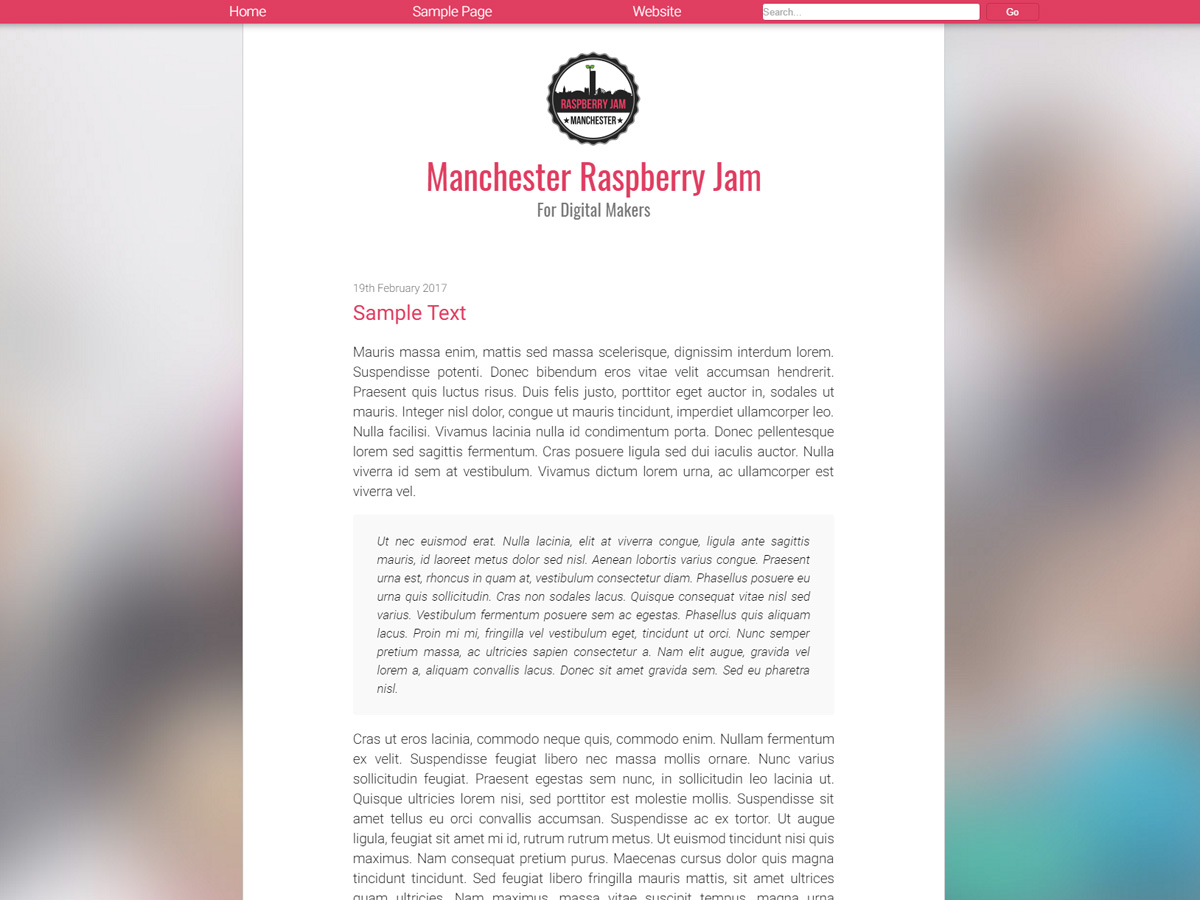 Home Sample Page Website Search... Go
RASPBERRY JAM
★MANCHESTER★
Manchester Raspberry Jam
For Digital Makers
19th February 2017
Sample Text
Mauris massa enim, mattis sed massa scelerisque, dignissim interdum lorem.
Suspendisse potenti. Donec bibendum eros vitae velit accumsan hendrerit.
Praesent quis luctus risus. Duis felis justo, porttitor eget auctor in, sodales ut
mauris. Integer nisl dolor, congue ut mauris tincidunt, imperdiet ullamcorper leo.
Nulla facilisi. Vivamus lacinia nulla id condimentum porta. Donec pellentesque
lorem sed sagittis fermentum. Cras posuere ligula sed dui iaculis auctor. Nulla
viverra id sem at vestibulum. Vivamus dictum lorem urna, ac ullamcorper est
viverra vel.
Ut nec euismod erat. Nulla lacinia, elit at viverra congue, ligula ante sagittis
mauris, id laoreet metus dolor sed nisl. Aenean lobortis varius congue. Praesent
urna est, rhoncus in quam at, vestibulum consectetur diam. Phasellus posuere eu
urna quis sollicitudin. Cras non sodales lacus. Quisque consequat vitae nisl sed
varius. Vestibulum fermentum posuere sem ac egestas. Phasellus quis aliquam
lacus. Proin mi mi, fringilla vel vestibulum eget, tincidunt ut orci. Nunc semper
pretium massa, ac ultricies sapien consectetur a. Nam elit augue, gravida vel
lorem a, aliquam convallis lacus. Donec sit amet gravida sem. Sed eu pharetra
nisl.
Cras ut eros lacinia, commodo neque quis, commodo enim. Nullam fermentum
ex velit. Suspendisse feugiat libero nec massa mollis ornare. Nunc varius
sollicitudin feugiat. Praesent egestas sem nunc, in sollicitudin leo lacinia ut.
Quisque ultricies lorem nisi, sed porttitor est molestie mollis. Suspendisse sit
amet tellus eu orci convallis accumsan. Suspendisse ac ex tortor. Ut augue
ligula, feugiat sit amet mi id, rutrum rutrum metus. Ut euismod tincidunt nisi quis
maximus. Nam consequat pretium purus. Maecenas cursus dolor quis magna
tincidunt tincidunt. Sed feugiat libero fringilla mauris mattis, sit amet ultrices
quam ultricies. Nam maximus, massa vitae suscipit tempus, magna urna